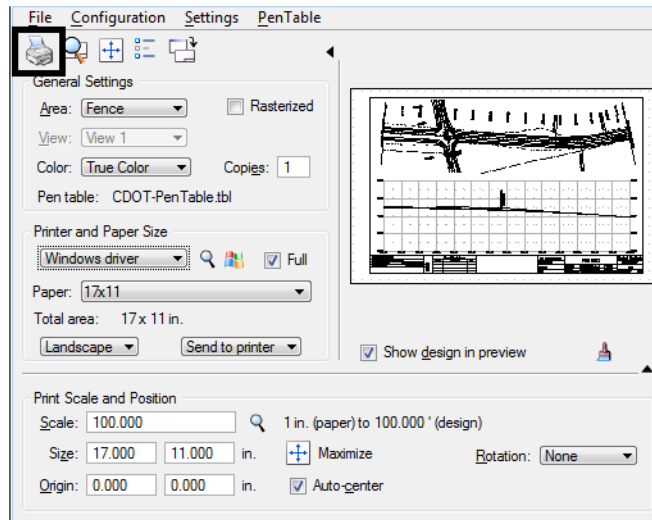 File Configuration Settings PenTable
General Settings
Area: Fence Rasterized
View: View 1
Color: True Color Copies: 1
Pen table: CDOT-PenTable.tbl
Printer and Paper Size
Windows driver Full
Paper: 17x11
Total area: 17 x 11 in.
Landscape Send to printer
Show design in preview
Print Scale and Position
Scale: 100.000 1 in. (paper) to 100.000 ' (design)
Size: 17.000 11.000 in. Maximize Rotation: None
Origin: 0.000 0.000 in. Auto-center